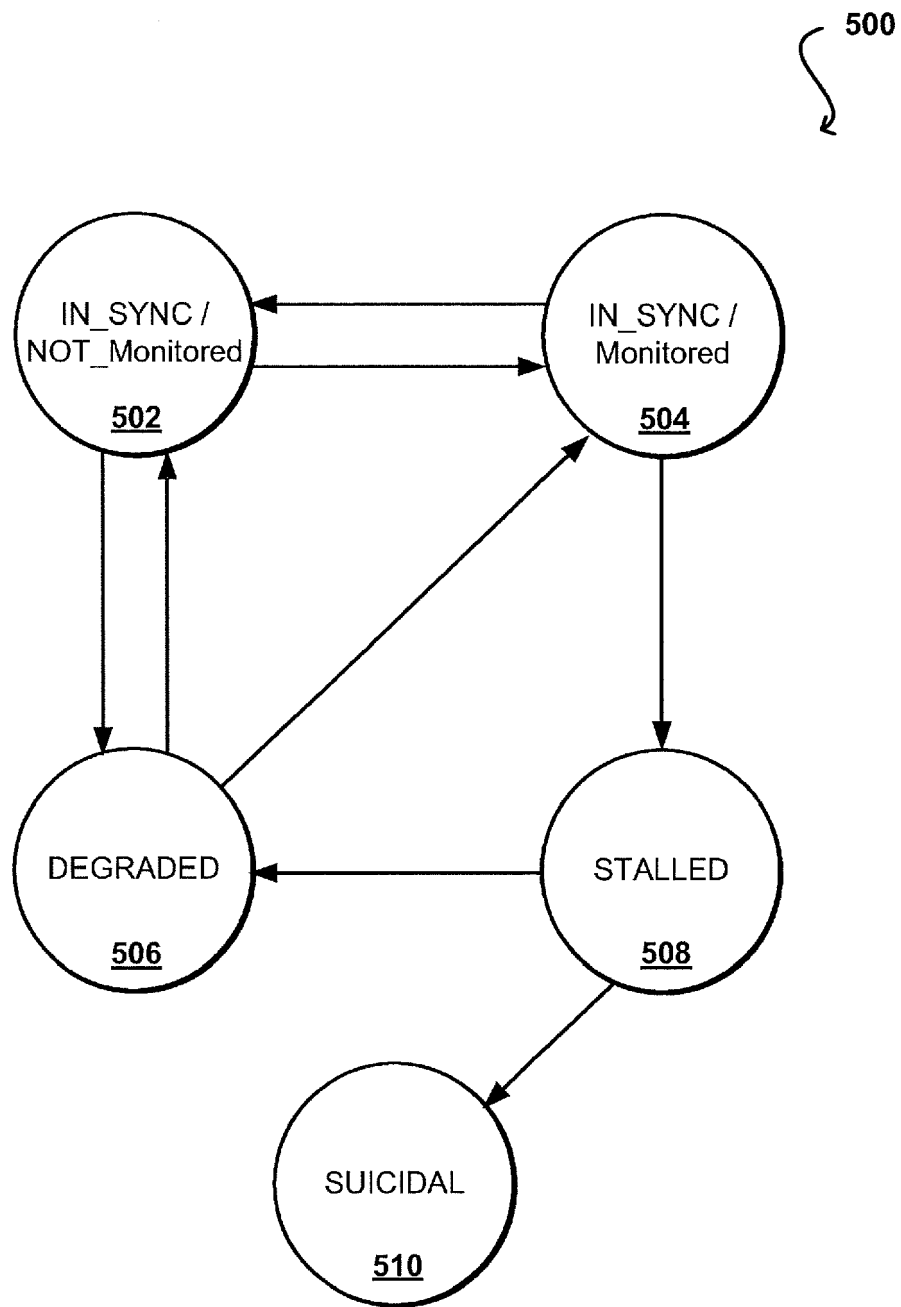 500
IN_SYNC /
NOT_Monitored
502
IN_SYNC /
Monitored
504
DEGRADED
506
STALLED
508
SUICIDAL
510